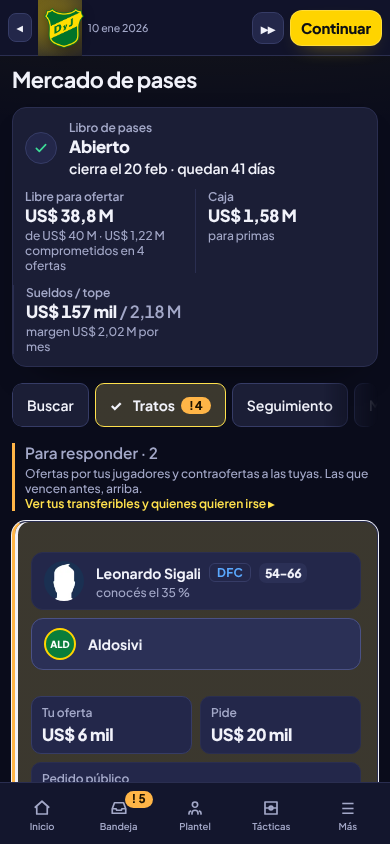 DyJ
10 ene 2026
Continuar
Mercado de pases
Libro de pases
Abierto
cierra el 20 feb · quedan 41 días
Libre para ofertar
US$ 38,8 M
de US$ 40 M · US$ 1,22 M
comprometidos en 4
ofertas
Caja
US$ 1,58 M
para primas
Sueldos / tope
US$ 157 mil / 2,18 M
margen US$ 2,02 M por
mes
Buscar
Tratos
! 4
Seguimiento
Para responder · 2
Ofertas por tus jugadores y contraofertas a las tuyas. Las que
vencen antes, arriba.
Ver tus transferibles y quienes quieren irse ▸
Leonardo Sigali
DFC
54–66
conocés el 35 %
ALD
Aldosivi
Tu oferta
US$ 6 mil
Pide
US$ 20 mil
Pedido público
Inicio
! 5
Bandeja
Plantel
Tácticas
Más